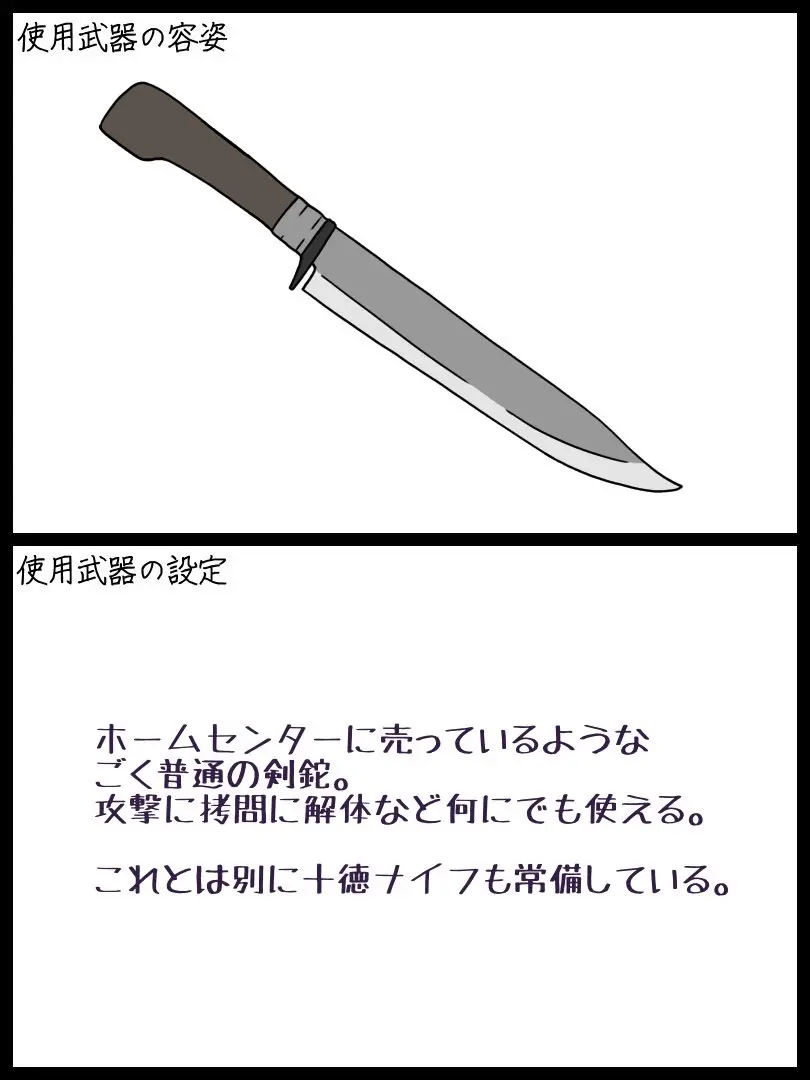 使用武器の容姿
使用武器の設定
ホームセンターに売っているような
ごく普通の剣鉈。
攻撃に拷問に解体など何にでも使える。
これとは別に十徳ナイフも常備している。